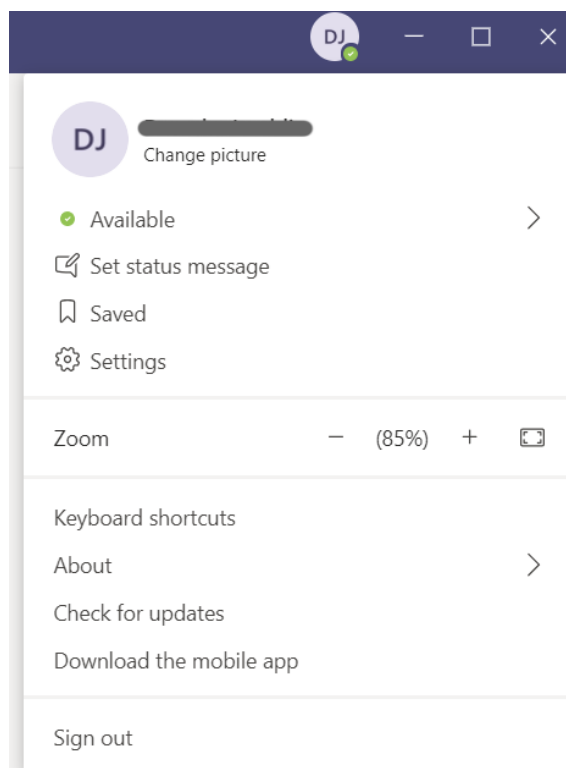 DJ
DJ
Change picture
Available
Set status message
Saved
Settings
Zoom (85%)
Keyboard shortcuts
About
Check for updates
Download the mobile app
Sign out